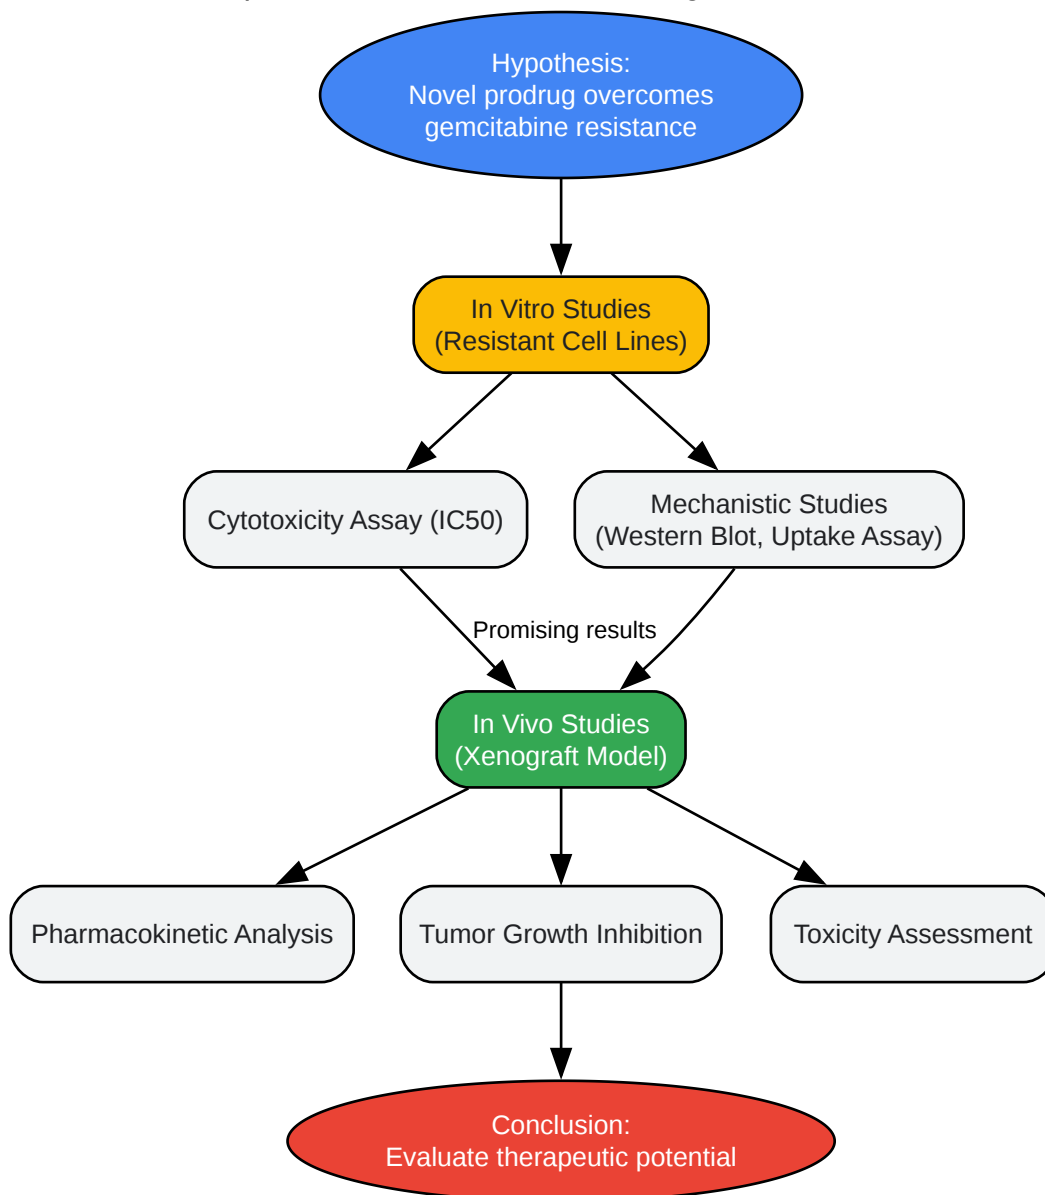 Hypothesis:
Novel prodrug overcomes
gemcitabine resistance
In Vitro Studies
(Resistant Cell Lines)
Cytotoxicity Assay (IC50)
Mechanistic Studies
(Western Blot, Uptake Assay)
Promising results
In Vivo Studies
(Xenograft Model)
Pharmacokinetic Analysis
Tumor Growth Inhibition
Toxicity Assessment
Conclusion:
Evaluate therapeutic potential